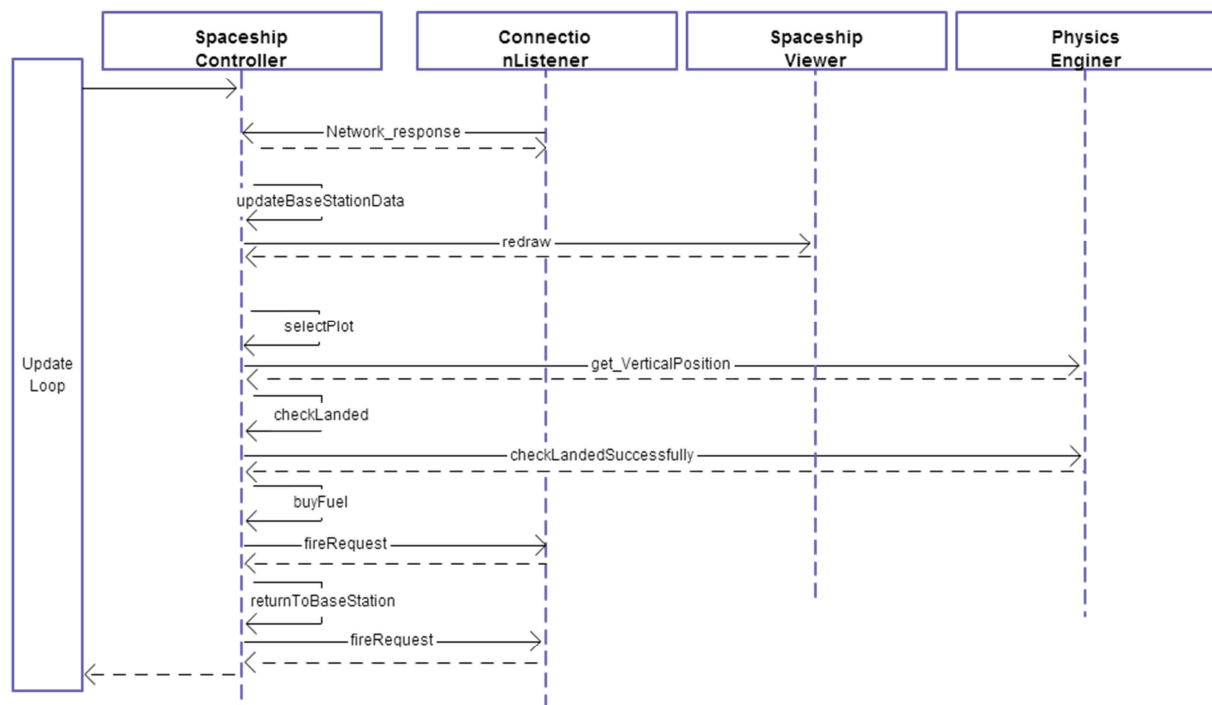 Spaceship
Controller
Connectio
nListener
Spaceship
Viewer
Physics
Enginer
Update
Loop
Network_response
updateBaseStationData
redraw
selectPlot
get_VerticalPosition
checkLanded
checkLandedSuccessfully
buyFuel
fireRequest
returnToBaseStation
fireRequest